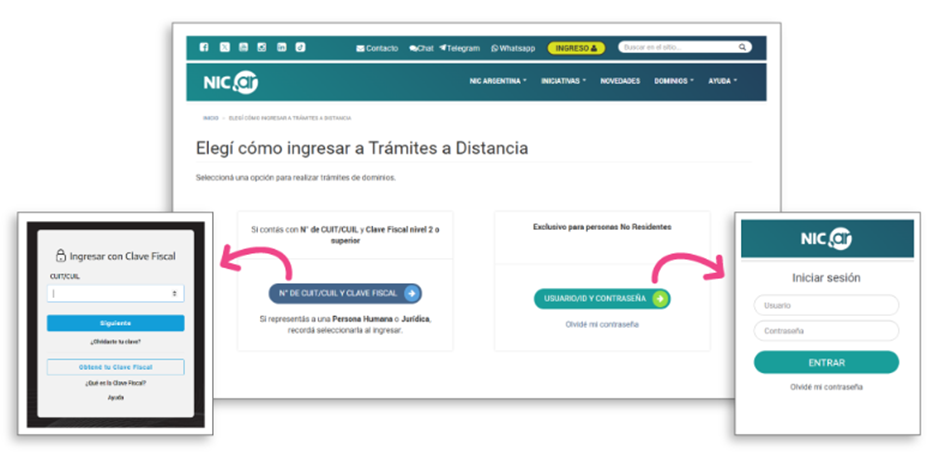 Contacto Chat Telegram Whatsapp INGRESO Buscar en el sitio...
NIC.ar
NIC ARGENTINA INICIATIVAS NOVEDADES DOMINIOS AYUDA
INICIO - ELEGÍ CÓMO INGRESAR A TRÁMITES A DISTANCIA
Elegí cómo ingresar a Trámites a Distancia
Seleccioná una opción para realizar trámites de dominios.
Si contás con N° de CUIT/CUIL y Clave Fiscal nivel 2 o
superior
N° DE CUIT/CUIL Y CLAVE FISCAL
Si representás a una Persona Humana o Jurídica,
recordá seleccionarla al ingresar.
Exclusivo para personas No Residentes
USUARIO/ID Y CONTRASEÑA
Olvidé mi contraseña
Ingresar con Clave Fiscal
CUIT/CUIL
Siguiente
¿Olvidaste tu clave?
Obtené tu Clave Fiscal
¿Qué es la Clave Fiscal?
Ayuda
NIC.ar
Iniciar sesión
Usuario
Contraseña
ENTRAR
Olvidé mi contraseña